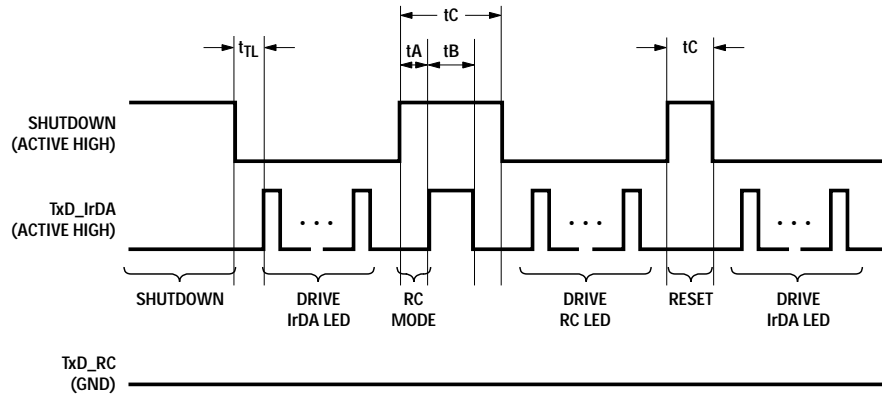 tC
tTL
tA
tB
tC
SHUTDOWN
(ACTIVE HIGH)
TxD_IrDA
(ACTIVE HIGH)
SHUTDOWN
DRIVE
IrDA LED
RC
MODE
DRIVE
RC LED
RESET
DRIVE
IrDA LED
TxD_RC
(GND)